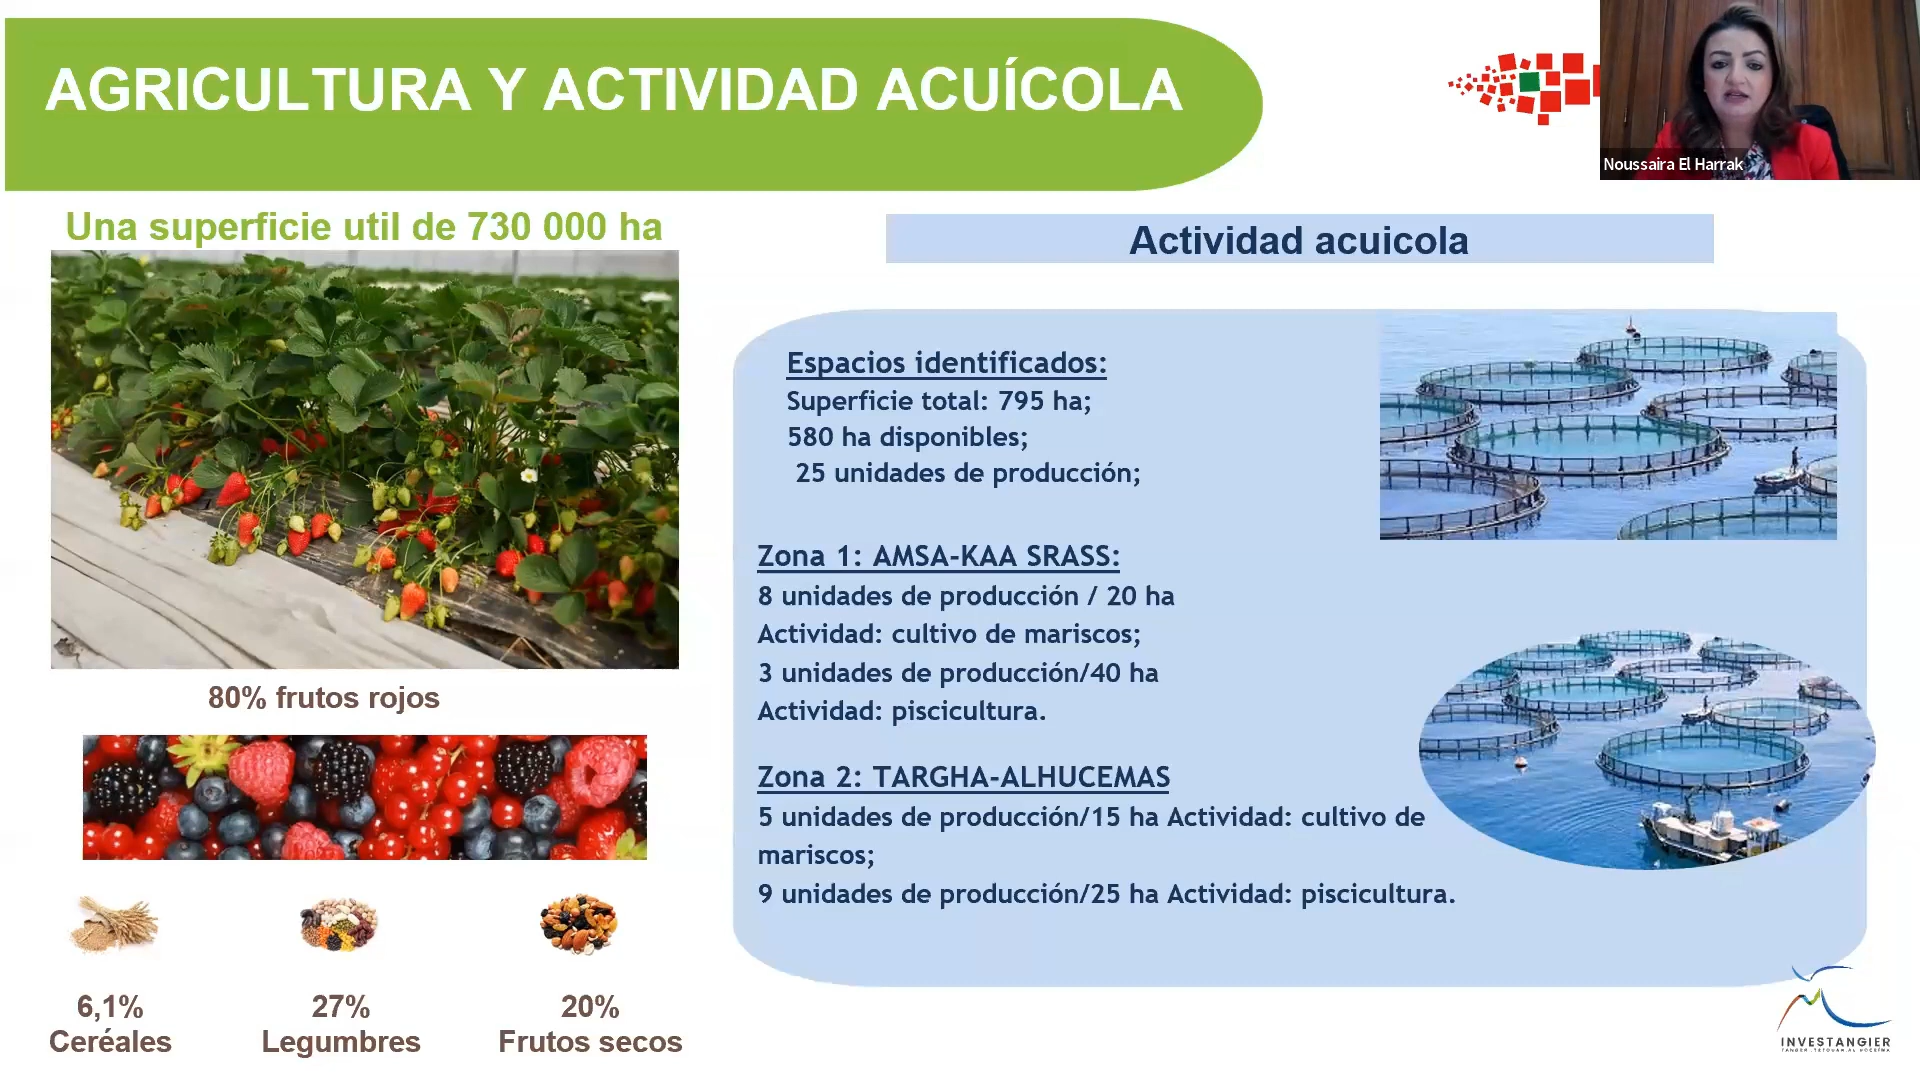 AGRICULTURA Y ACTIVIDAD ACUÍCOLA
Noussaira El Harrak
Una superficie util de 730 000 ha
80% frutos rojos
6,1%
Ceréales
27%
Legumbres
20%
Frutos secos
Actividad acuicola
Espacios identificados:
Superficie total: 795 ha;
580 ha disponibles;
25 unidades de producción;
Zona 1: AMSA-KAA SRASS:
8 unidades de producción / 20 ha
Actividad: cultivo de mariscos;
3 unidades de producción/40 ha
Actividad: piscicultura.
Zona 2: TARGHA-ALHUCEMAS
5 unidades de producción/15 ha Actividad: cultivo de
mariscos;
9 unidades de producción/25 ha Actividad: piscicultura.
INVESTANGIER